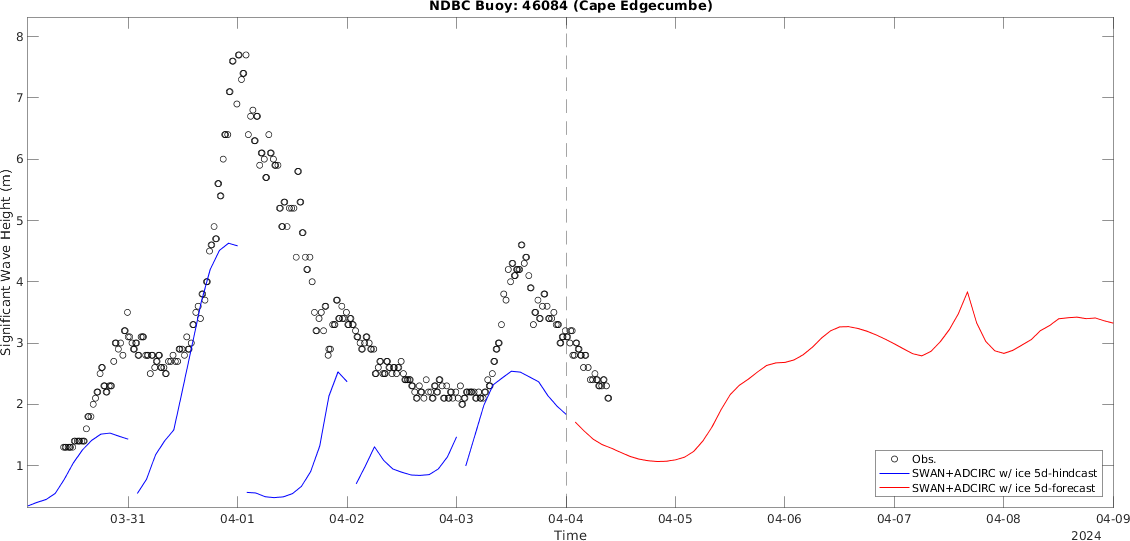 NDBC Buoy: 46084 (Cape Edgecumbe)
Significant Wave Height (m)
8
7
6
5
4
3
2
1
Obs.
SWAN+ADCIRC w/ ice 5d-hindcast
SWAN+ADCIRC w/ ice 5d-forecast
03-31 04-01 04-02 04-03 04-04 04-05 04-06 04-07 04-08 04-09
Time
2024